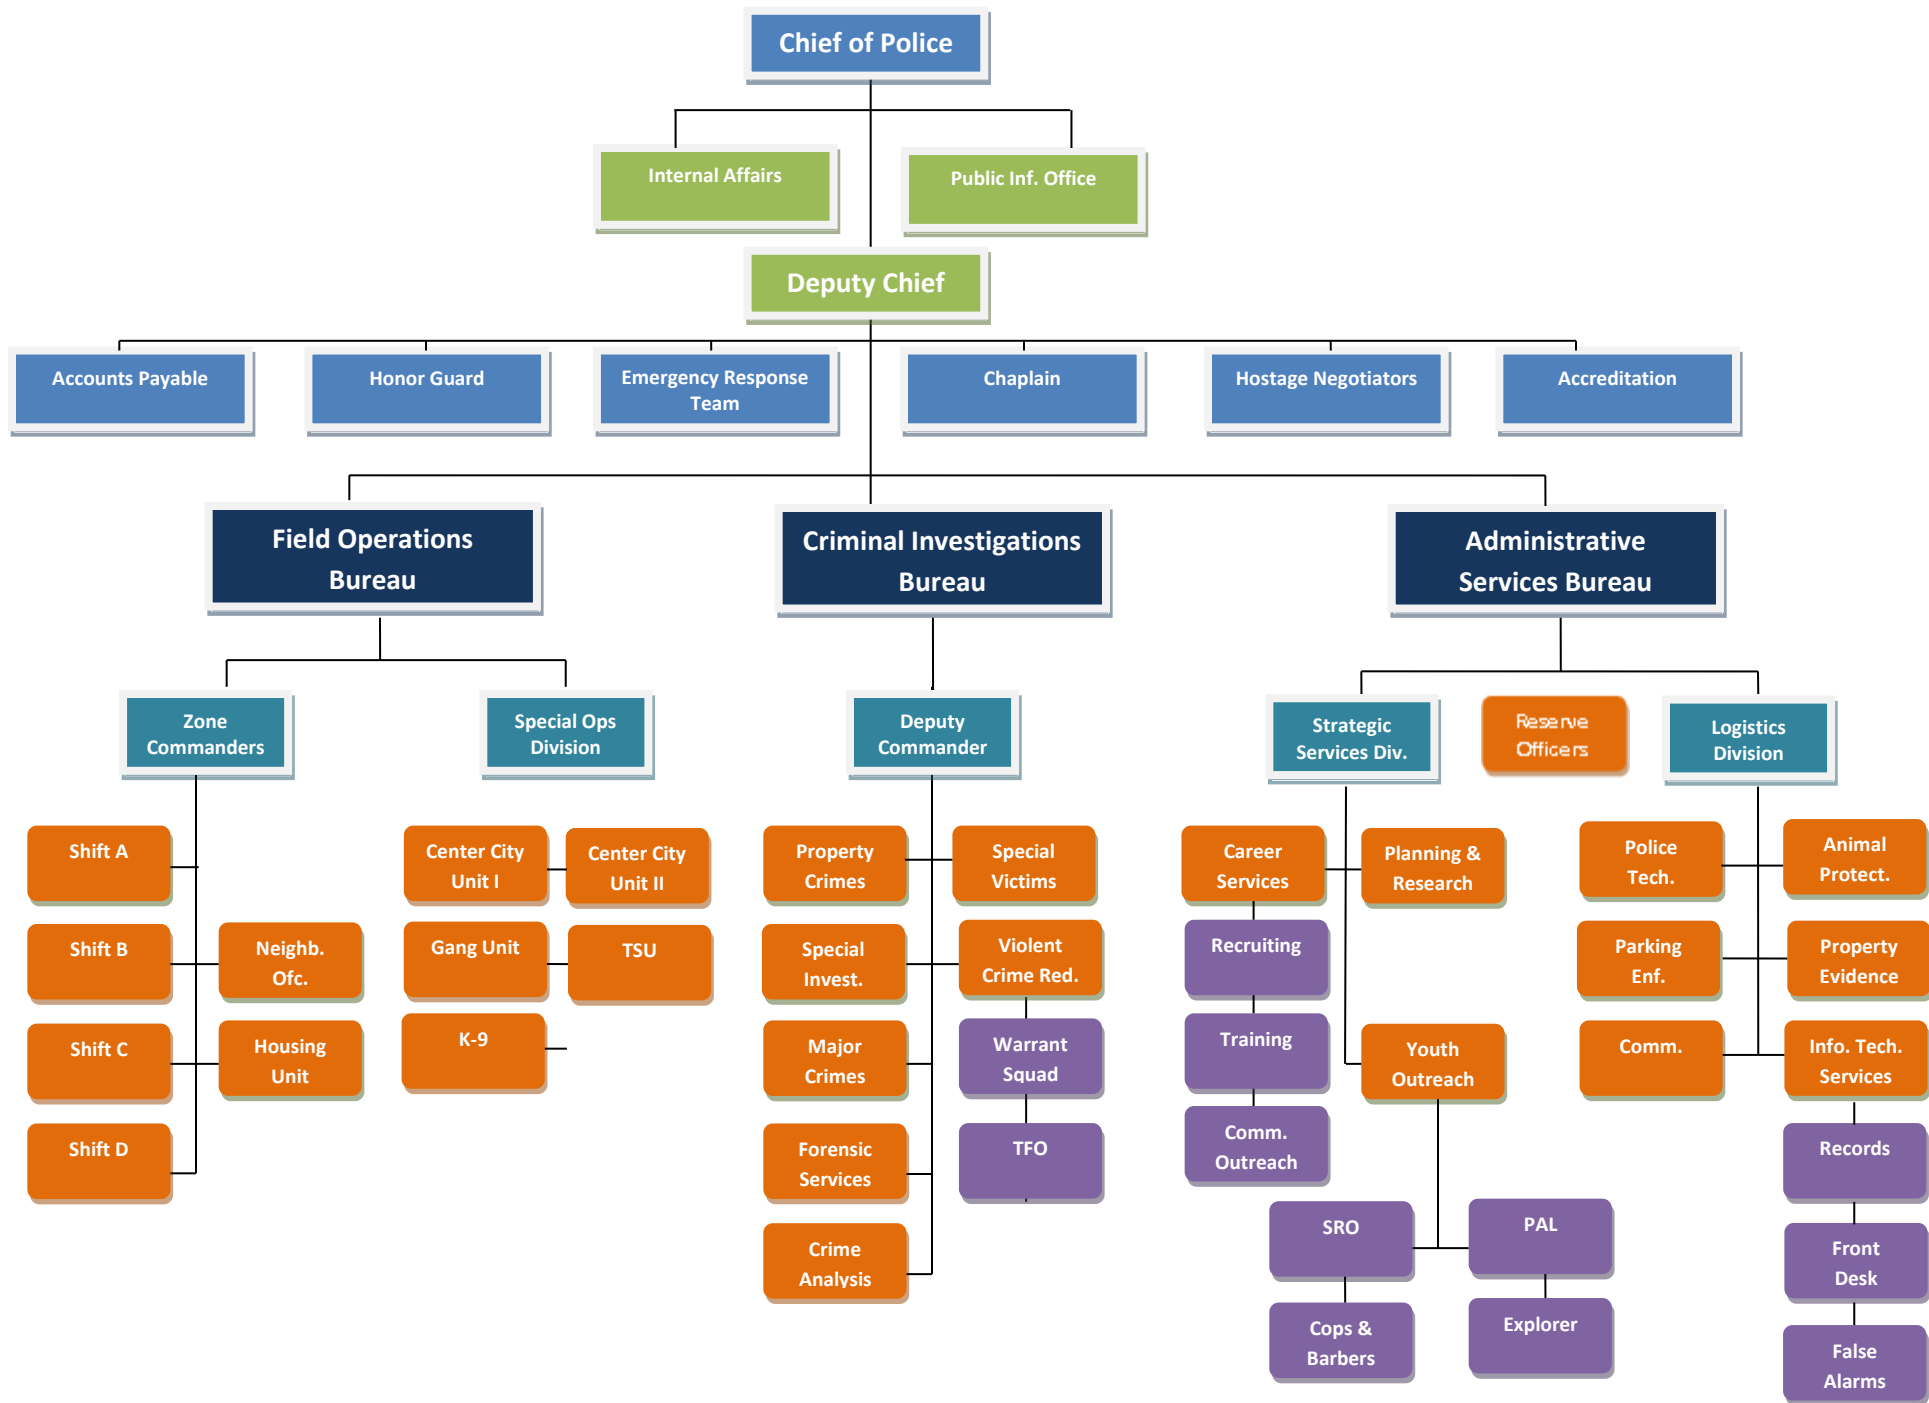 Chief of Police
Internal Affairs
Public Inf. Office
Deputy Chief
Accounts Payable
Honor Guard
Emergency Response
Team
Chaplain
Hostage Negotiators
Accreditation
Field Operations
Bureau
Criminal Investigations
Bureau
Administrative
Services Bureau
Zone
Commanders
Special Ops
Division
Deputy
Commander
Strategic
Services Div.
Reserve
Officers
Logistics
Division
Shift A
Center City
Unit I
Center City
Unit II
Property
Crimes
Special
Victims
Career
Services
Planning &
Research
Police
Tech.
Animal
Protect.
Shift B
Neighb.
Ofc.
Gang Unit
TSU
Special
Invest.
Violent
Crime Red.
Recruiting
Parking
Enf.
Property
Evidence
Shift C
Housing
Unit
K-9
Major
Crimes
Warrant
Squad
Training
Youth
Outreach
Comm.
Info. Tech.
Services
Shift D
Forensic
Services
TFO
Comm.
Outreach
Records
Crime
Analysis
SRO
PAL
Front
Desk
Cops &
Barbers
Explorer
False
Alarms